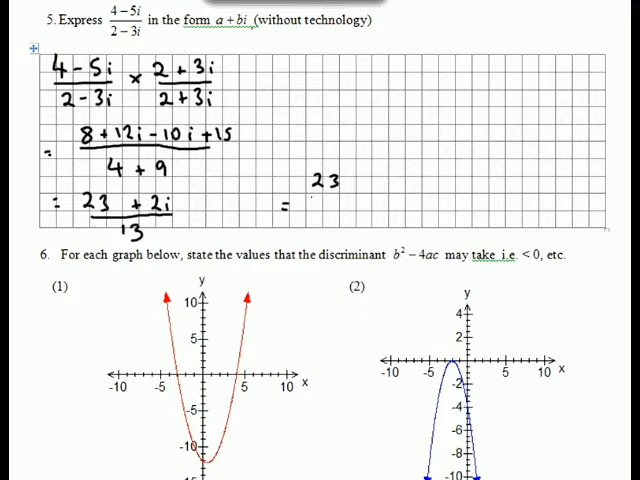 5. Express (4 − 5i)/(2 − 3i) in the form a + bi (without technology)
(4 − 5i)/(2 − 3i) × (2 + 3i)/(2 + 3i)
= (8 + 12i − 10i + 15)/(4 + 9)
= (23 + 2i)/13 = 23
6. For each graph below, state the values that the discriminant b² − 4ac may take i.e. < 0, etc.
(1) y 10 5 -10 -5 5 10 x -5 -10
(2) y 4 2 -10 -5 5 10 x -2 -4 -6 -8 -10